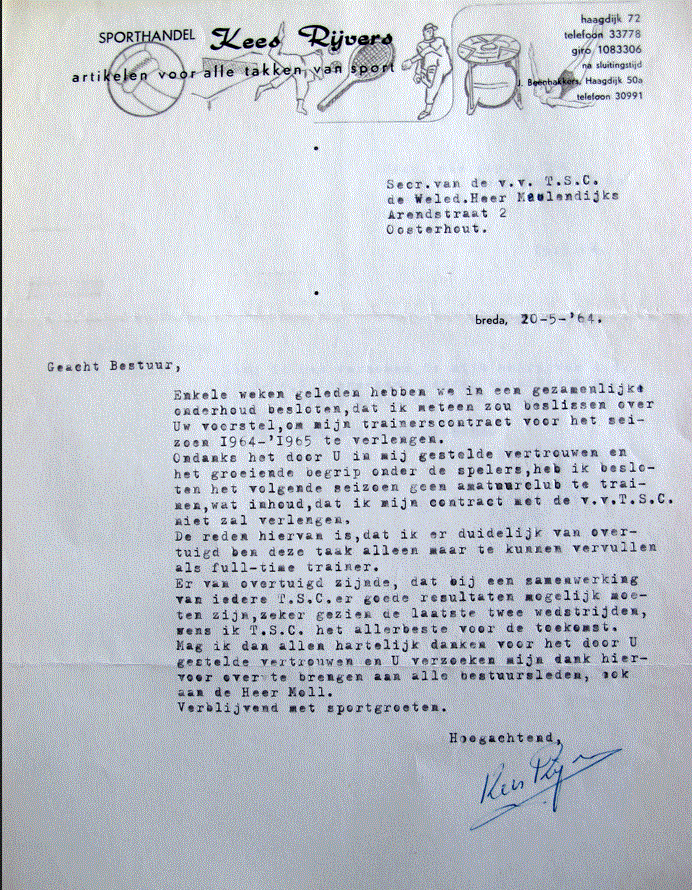 SPORTHANDEL Kees Rijvers
artikelen voor alle takken van sport
haagdijk 72
telefoon 33778
giro 1083306
na sluitingstijd
J. Beenhakkers, Haagdijk 50a
telefoon 30991
Secr.van de v.v. T.S.C.
de Weled.Heer Meulendijks
Arendstraat 2
Oosterhout.
breda, 20-5-'64.
Geacht Bestuur,
Enkele weken geleden hebben we in een gezamenlijke
onderhoud besloten,dat ik meteen zou beslissen over
Uw voorstel,om mijn trainerscontract voor het sei-
zoen 1964-'1965 te verlengen.
Ondanks het door U in mij gestelde vertrouwen en
het groeiende begrip onder de spelers,heb ik beslo-
ten het volgende seizoen geen amateurclub te trai-
nen,wat inhoud,dat ik mijn contract met de v.v.T.S.C.
niet zal verlengen.
De reden hiervan is,dat ik er duidelijk van over-
tuigd ben deze taak alleen maar te kunnen vervullen
als full-time trainer.
Er van overtuigd zijnde, dat bij een samenwerking
van iedere T.S.C.er goede resultaten mogelijk moe-
ten zijn,zeker gezien de laatste twee wedstrijden,
wens ik T.S.C. het allerbeste voor de toekomst.
Mag ik dan allen hartelijk danken voor het door U
gestelde vertrouwen en U verzoeken mijn dank hier-
voor over te brengen aan alle bestuursleden, ook
aan de Heer Moll.
Verblijvend met sportgroeten.
Hoogachtend,
Kees Rijvers